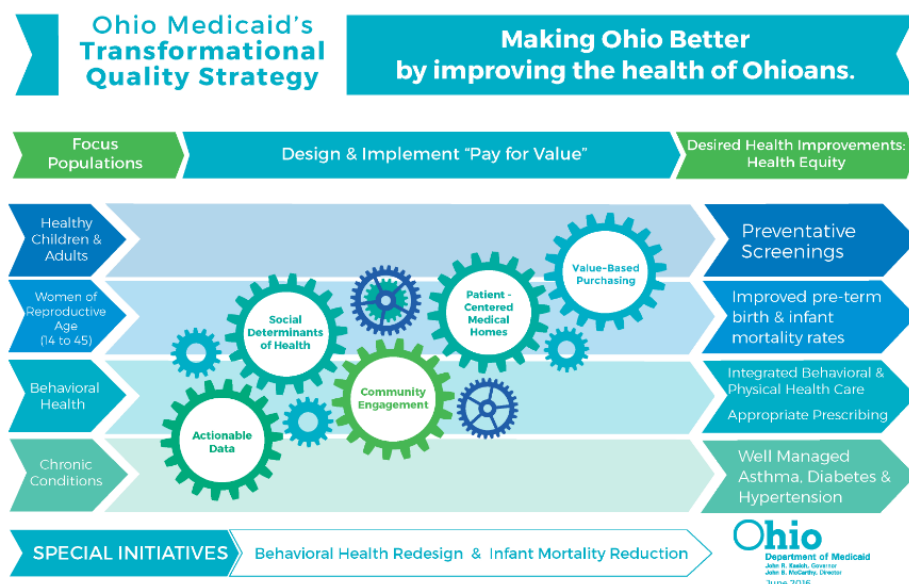 Ohio Medicaid's
Transformational
Quality Strategy
Making Ohio Better
by improving the health of Ohioans.
Focus
Populations
Design & Implement "Pay for Value"
Desired Health Improvements:
Health Equity
Healthy
Children &
Adults
Preventative
Screenings
Women of
Reproductive
Age
(14 to 45)
Improved pre-term
birth & infant
mortality rates
Behavioral
Health
Integrated Behavioral &
Physical Health Care
Appropriate Prescribing
Chronic
Conditions
Well Managed
Asthma, Diabetes &
Hypertension
Actionable
Data
Social
Determinants
of Health
Community
Engagement
Patient -
Centered
Medical
Homes
Value-Based
Purchasing
SPECIAL INITIATIVES
Behavioral Health Redesign & Infant Mortality Reduction
Ohio
Department of Medicaid
John R. Kasich, Governor
John B. McCarthy, Director
June 2016